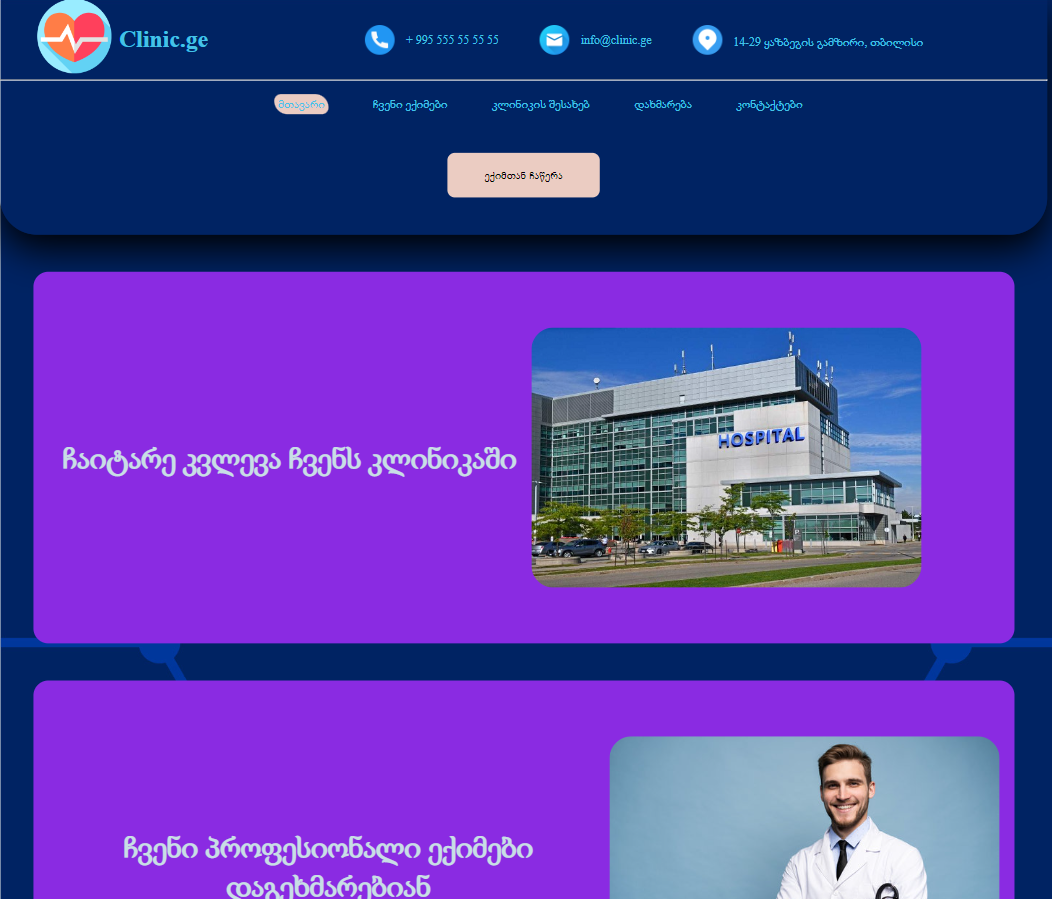 Clinic.ge
+ 995 555 55 55 55
info@clinic.ge
14-29 ყაზბეგის გამზირი, თბილისი
მთავარი
ჩვენი ექიმები
კლინიკის შესახებ
დახმარება
კონტაქტები
ექიმთან ჩაწერა
ჩაიტარე კვლევა ჩვენს კლინიკაში
HOSPITAL
ჩვენი პროფესიონალი ექიმები
დაგეხმარებიან